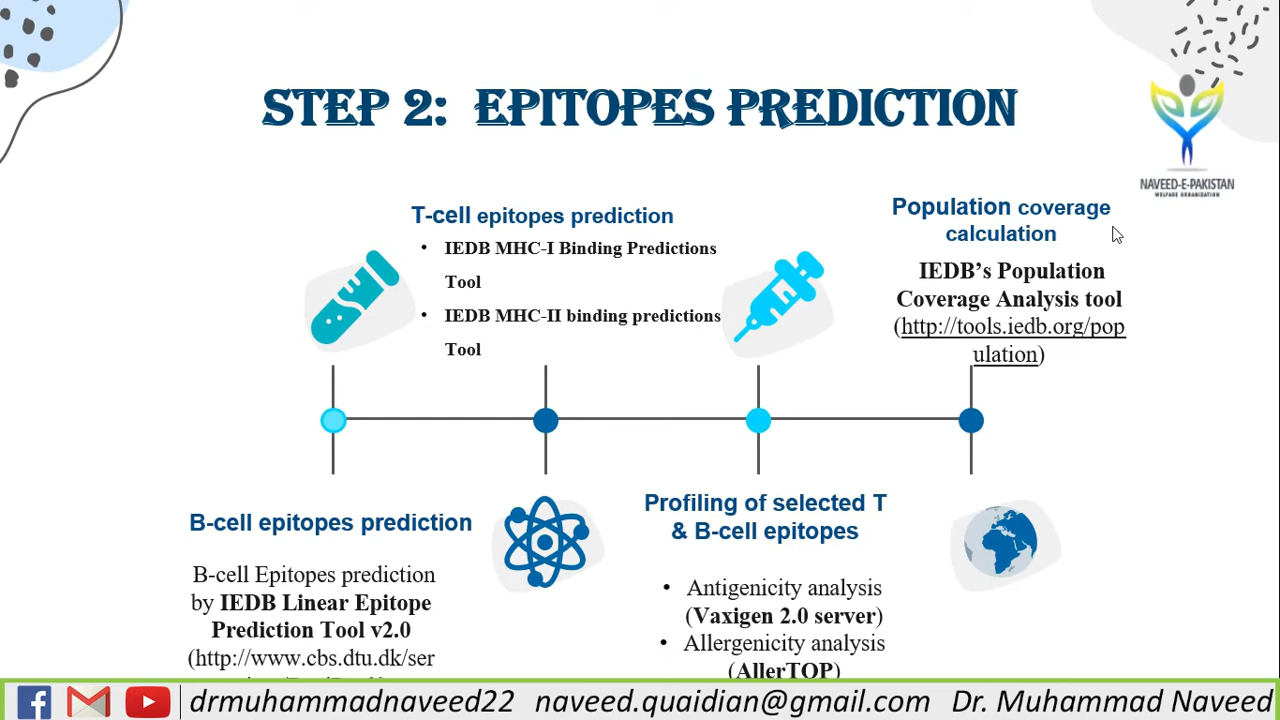 STEP 2: EPITOPES PREDICTION
NAVEED-E-PAKISTAN
WELFARE ORGANIZATION
T-cell epitopes prediction
• IEDB MHC-I Binding Predictions
Tool
• IEDB MHC-II binding predictions
Tool
Population coverage
calculation
IEDB’s Population
Coverage Analysis tool
(http://tools.iedb.org/pop
ulation)
B-cell epitopes prediction
B-cell Epitopes prediction
by IEDB Linear Epitope
Prediction Tool v2.0
(http://www.cbs.dtu.dk/ser
Profiling of selected T
& B-cell epitopes
• Antigenicity analysis
(Vaxigen 2.0 server)
• Allergenicity analysis
(AllerTOP)
drmuhammadnaveed22 naveed.quaidian@gmail.com Dr. Muhammad Naveed